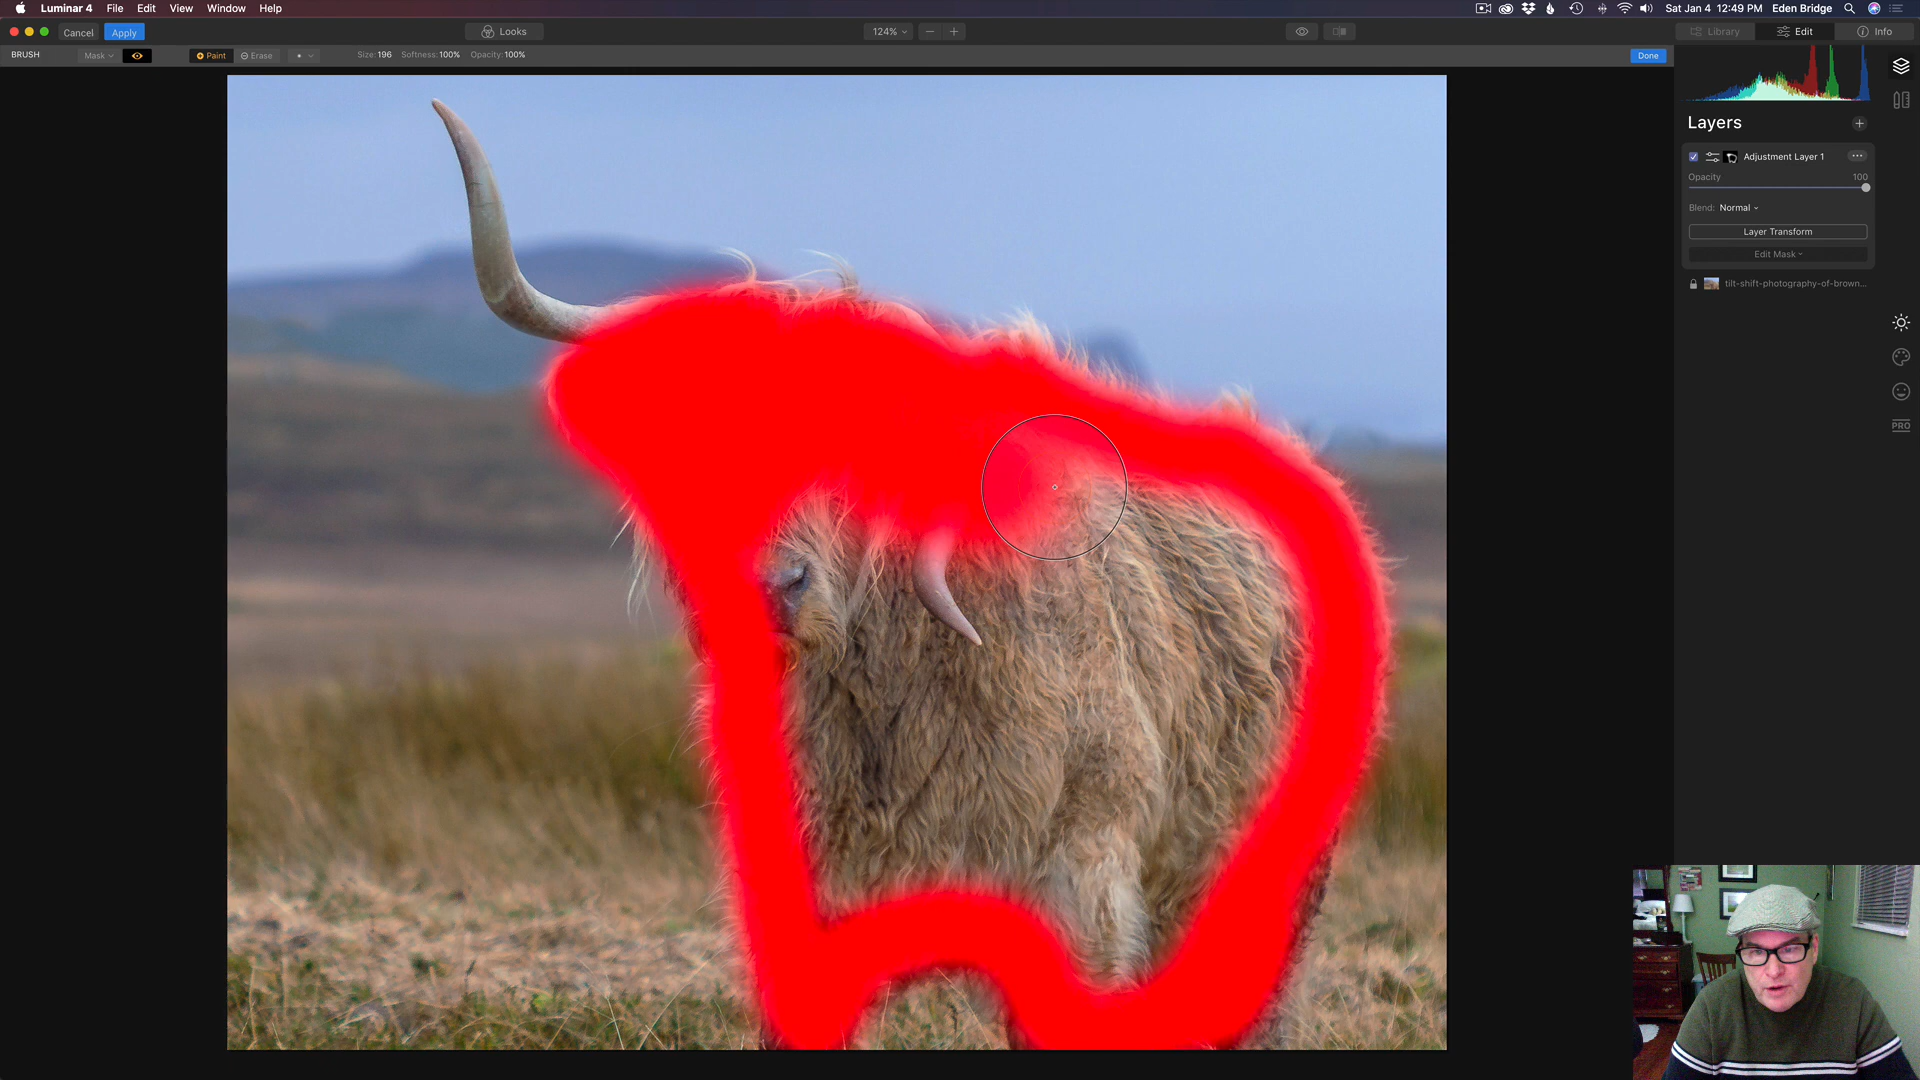 Luminar 4 File Edit View Window Help Sat Jan 4 12:49 PM Eden Bridge
Cancel Apply Looks 124% Library Edit Info
BRUSH Mask Paint Erase Size: 196 Softness: 100% Opacity: 100% Done
Layers
Adjustment Layer 1
Opacity 100
Blend: Normal
Layer Transform
Edit Mask
tilt-shift-photography-of-brown...
PRO